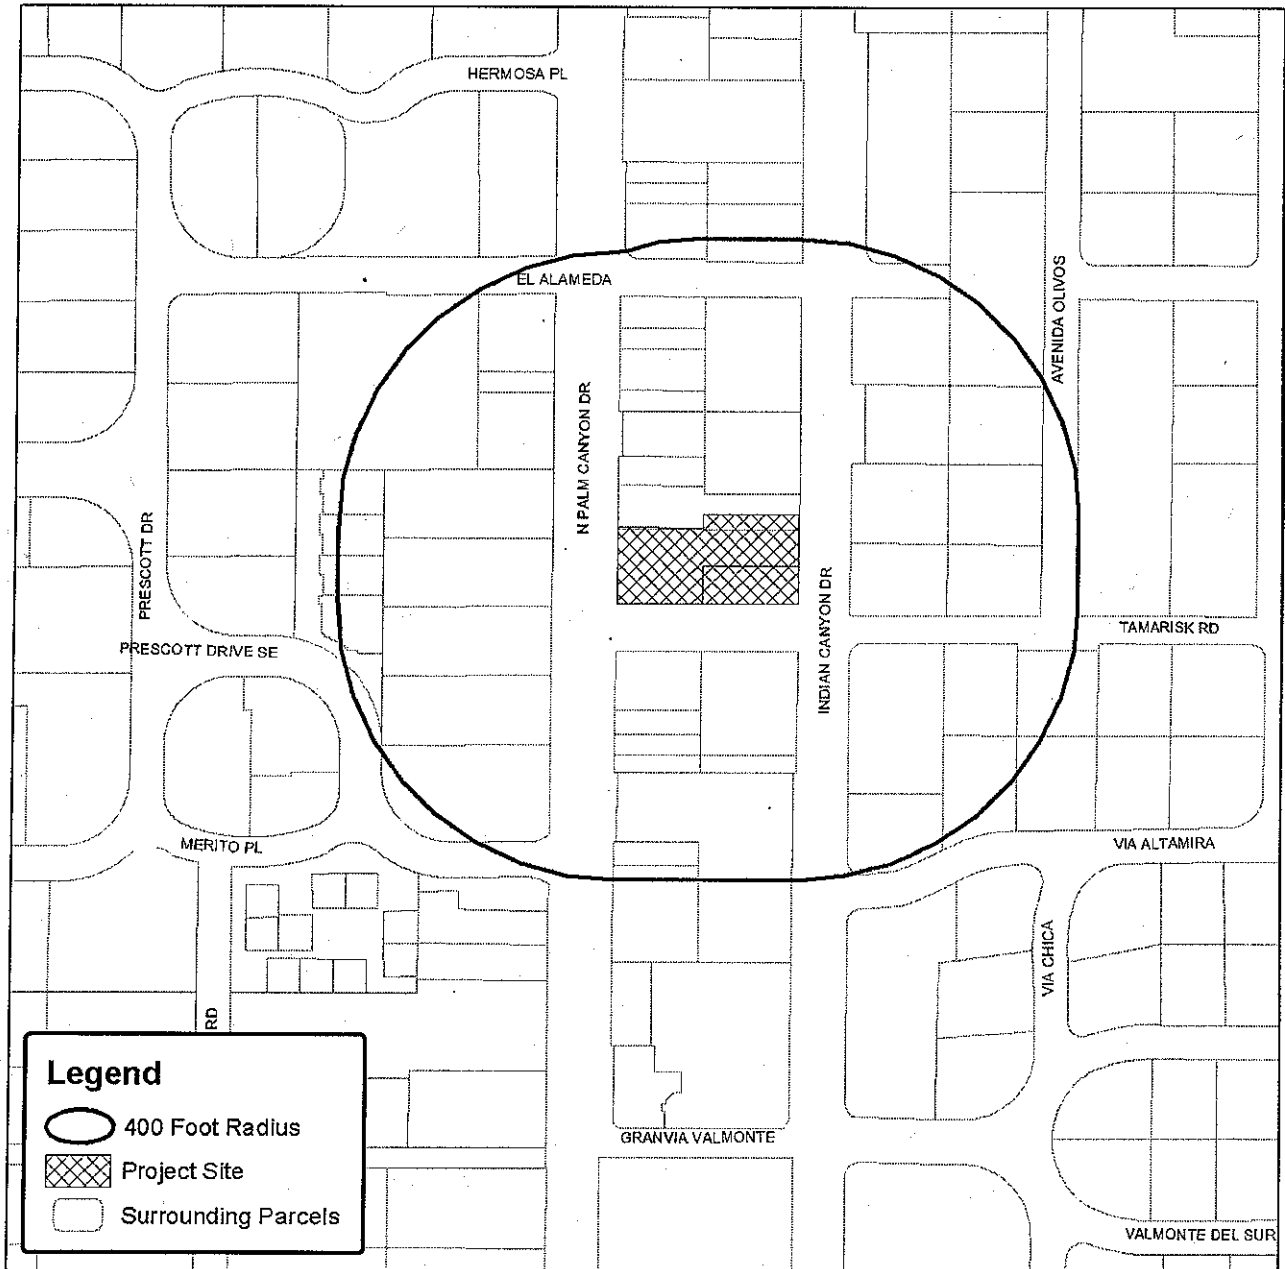 HERMOSA PL
EL ALAMEDA
AVENIDA OLIVOS
N PALM CANYON DR
PRESCOTT DR
INDIAN CANYON DR
TAMARISK RD
PRESCOTT DRIVE SE
MERITO PL
VIA ALTAMIRA
VIA CHICA
RD
Legend
400 Foot Radius
Project Site
Surrounding Parcels
GRANVIA VALMONTE
VALMONTE DEL SUR